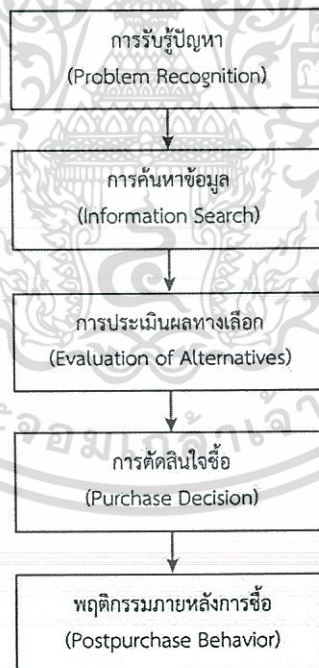 การรับรู้ปัญหา
(Problem Recognition)
การค้นหาข้อมูล
(Information Search)
การประเมินผลทางเลือก
(Evaluation of Alternatives)
การตัดสินใจซื้อ
(Purchase Decision)
พฤติกรรมภายหลังการซื้อ
(Postpurchase Behavior)